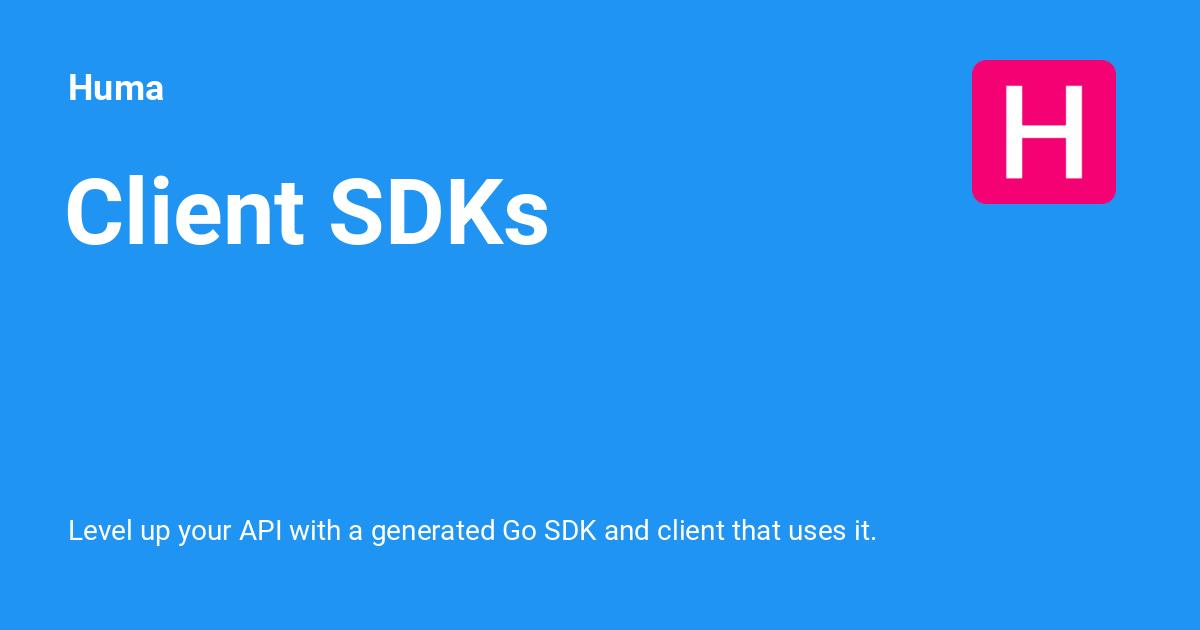 Huma
H
Client SDKs
Level up your API with a generated Go SDK and client that uses it.